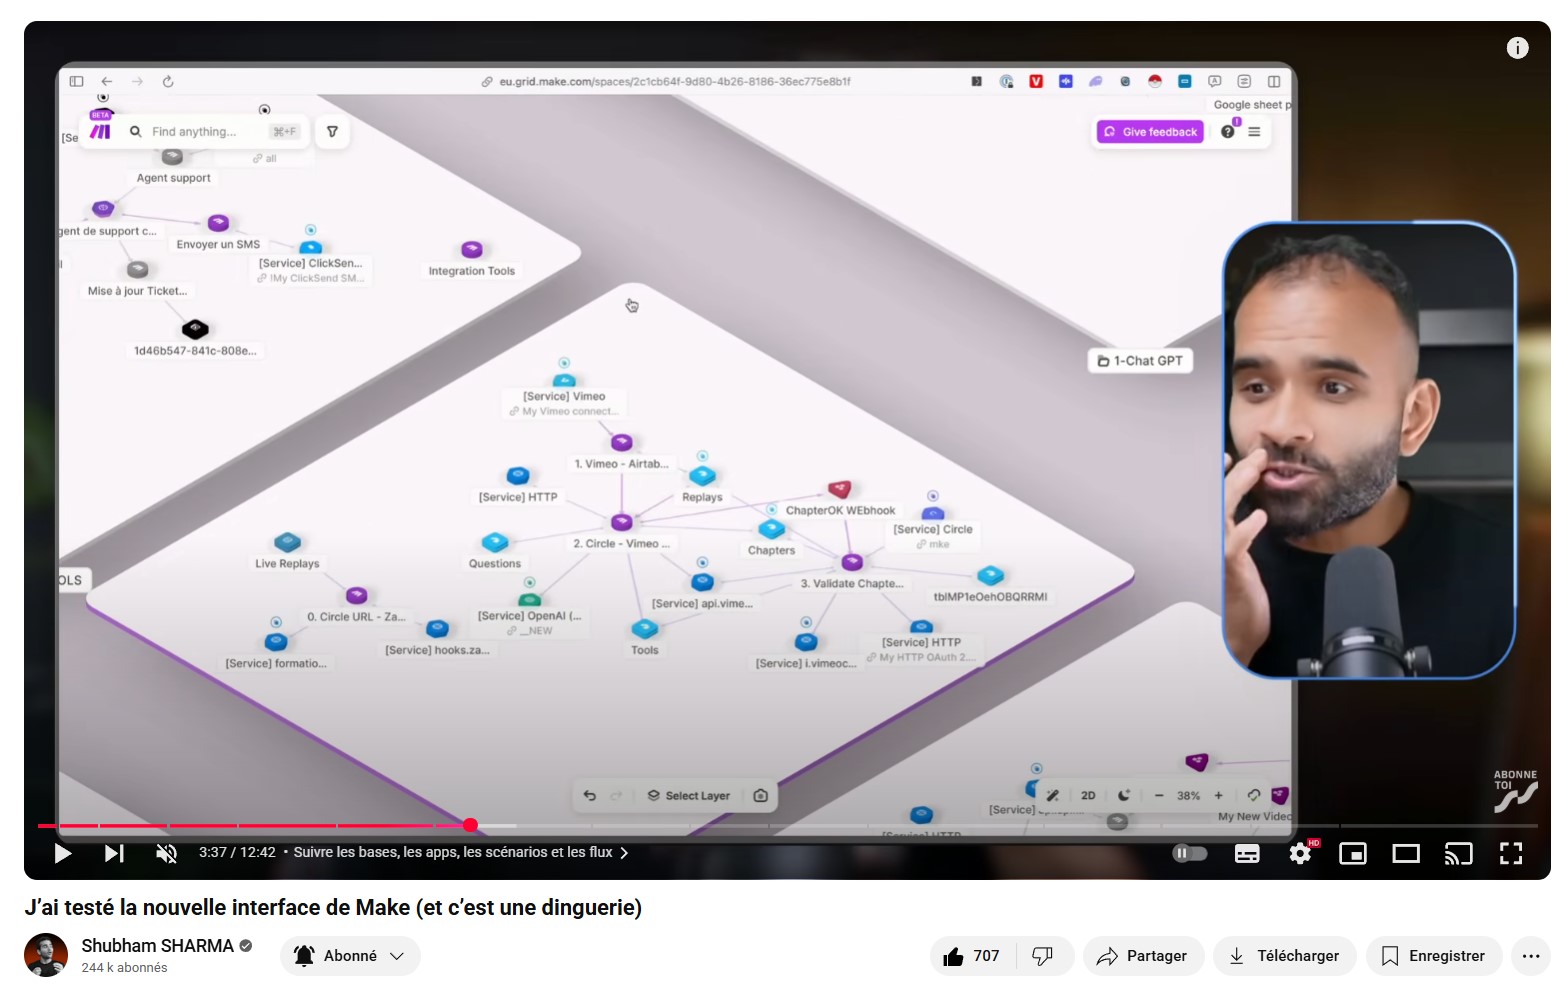 eu.grid.make.com/spaces/2c1cb64f-9d80-4b26-8186-36ec775e8b1f
Google sheet p
BETA
Find anything...
⌘+F
Give feedback
[Se
all
Agent support
gent de support c...
Envoyer un SMS
[Service] ClickSen...
!My ClickSend SM...
Integration Tools
Mise à jour Ticket...
1d46b547-841c-808e...
1-Chat GPT
[Service] Vimeo
My Vimeo connect...
1. Vimeo - Airtab...
[Service] HTTP
Replays
ChapterOK WEbhook
[Service] Circle
mke
2. Circle - Vimeo ...
Chapters
Live Replays
Questions
OLS
3. Validate Chapte...
tblMP1eOehOBQRRMI
[Service] api.vime...
0. Circle URL - Za...
[Service] OpenAI (...
__NEW
[Service] formatio...
[Service] hooks.za...
Tools
[Service] i.vimeoc...
[Service] HTTP
My HTTP OAuth 2....
ABONNE
TOI
Select Layer
2D
38%
[Service]
My New Video
[Service] HTTP
3:37 / 12:42 • Suivre les bases, les apps, les scénarios et les flux
HD
J’ai testé la nouvelle interface de Make (et c’est une dinguerie)
Shubham SHARMA
244 k abonnés
Abonné
707
Partager
Télécharger
Enregistrer